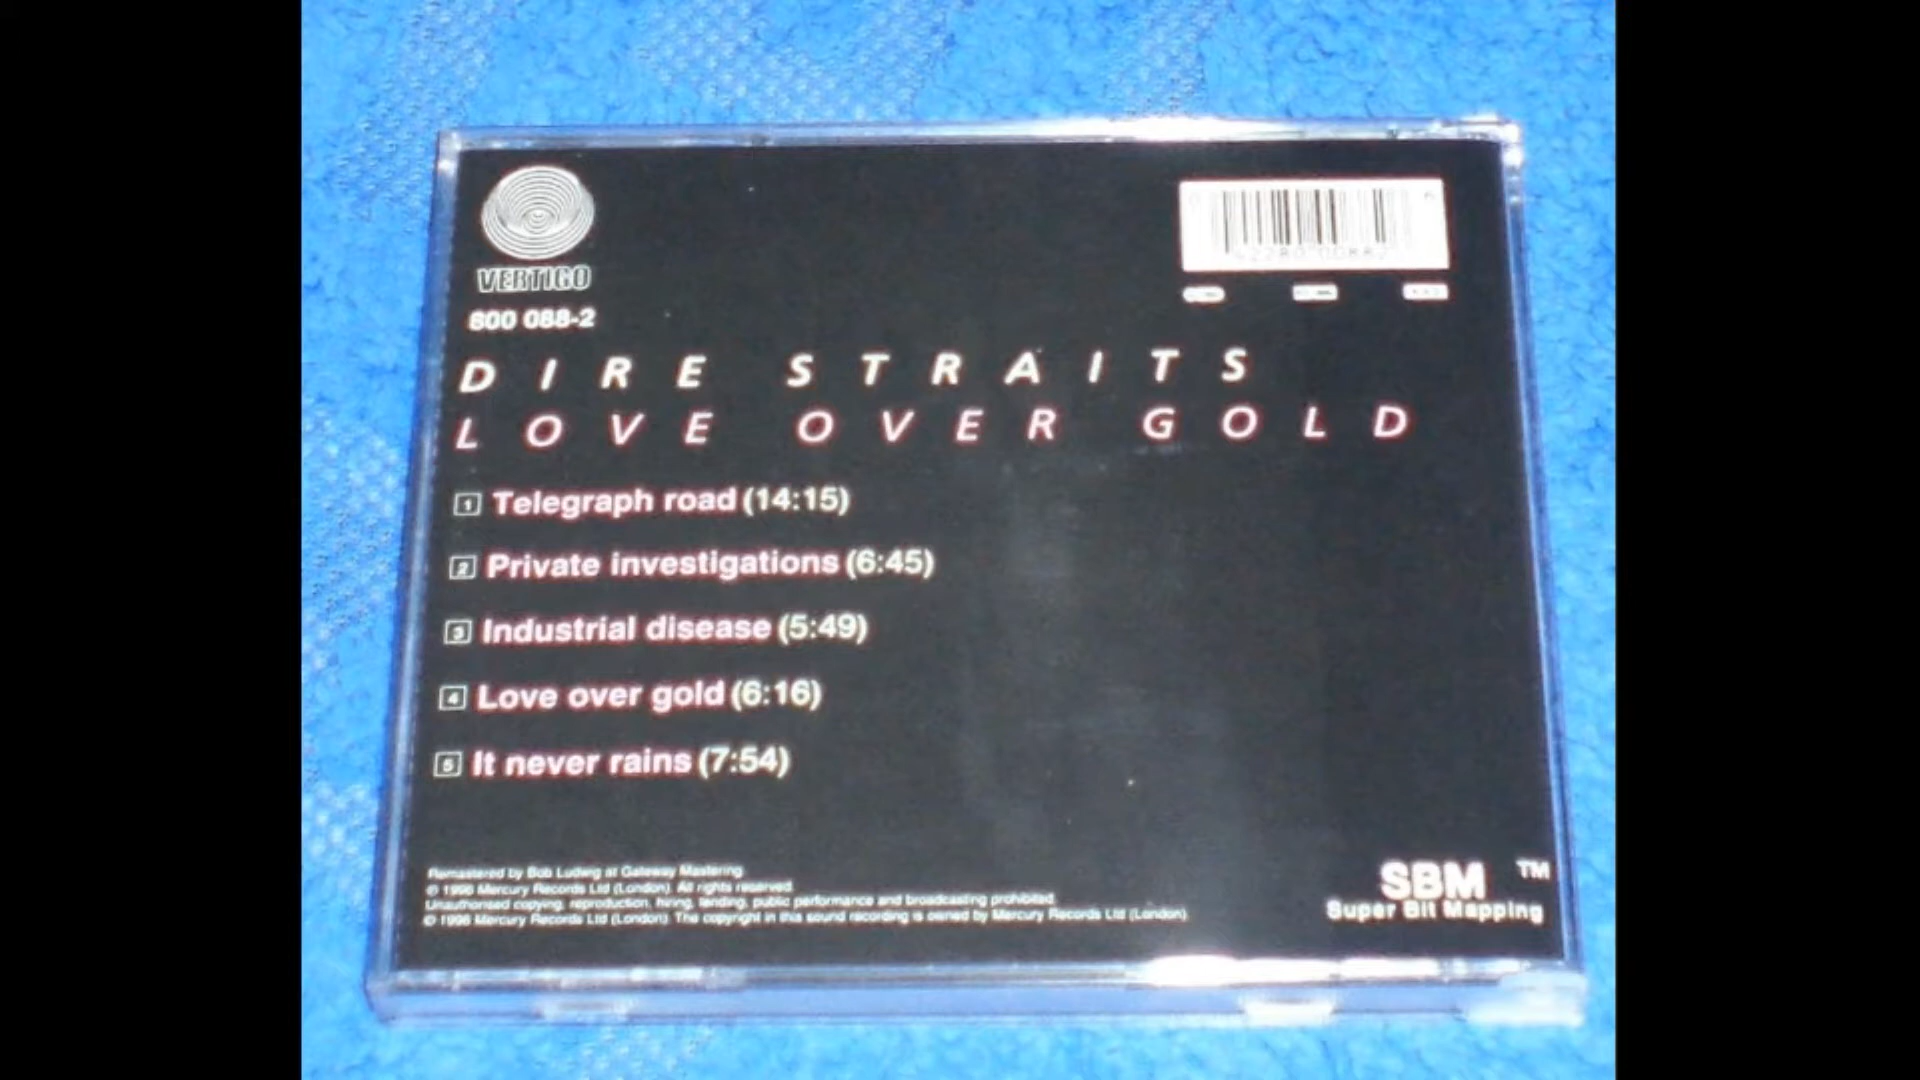 VERTIGO
800 088-2
DIRE STRAITS
LOVE OVER GOLD
1 Telegraph road (14:15)
2 Private investigations (6:45)
3 Industrial disease (5:49)
4 Love over gold (6:16)
5 It never rains (7:54)
Remastered by Bob Ludwig at Gateway Mastering
℗ 1996 Mercury Records Ltd (London). All rights reserved.
Unauthorised copying, reproduction, hiring, lending, public performance and broadcasting prohibited.
© 1996 Mercury Records Ltd (London). The copyright in this sound recording is owned by Mercury Records Ltd (London).
SBM TM
Super Bit Mapping